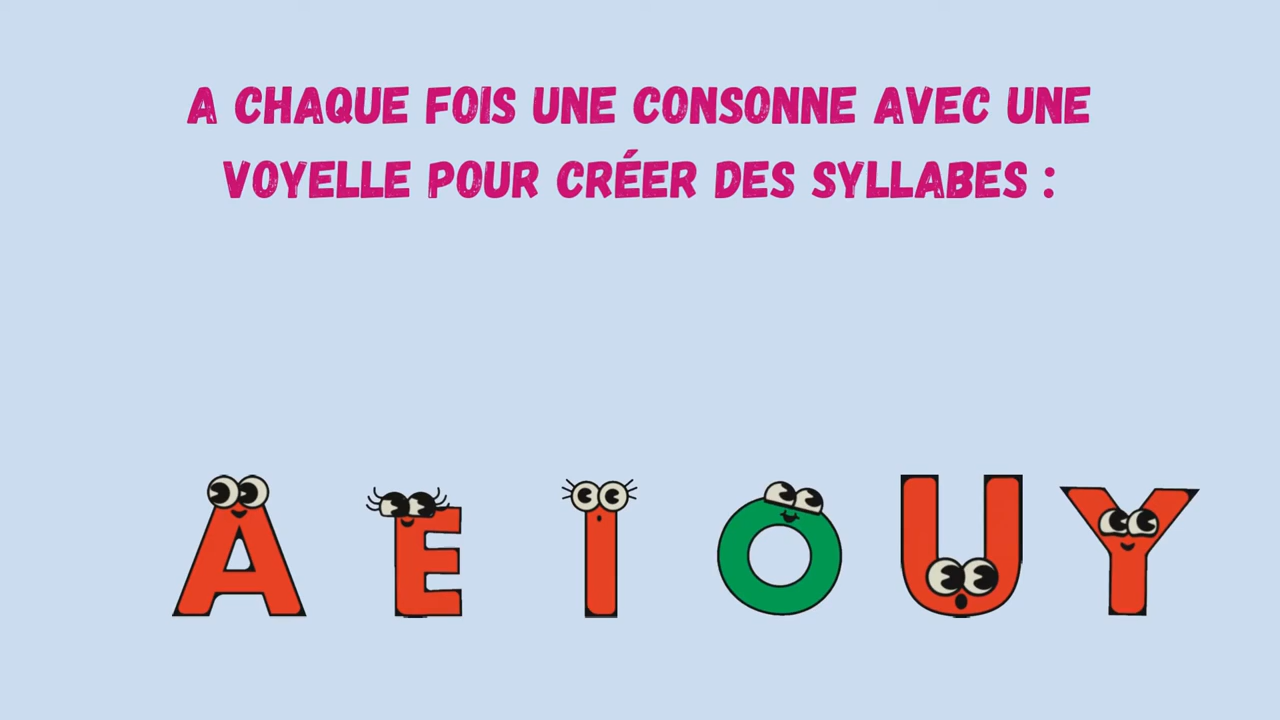 A CHAQUE FOIS UNE CONSONNE AVEC UNE
VOYELLE POUR CRÉER DES SYLLABES :
A E I O U Y